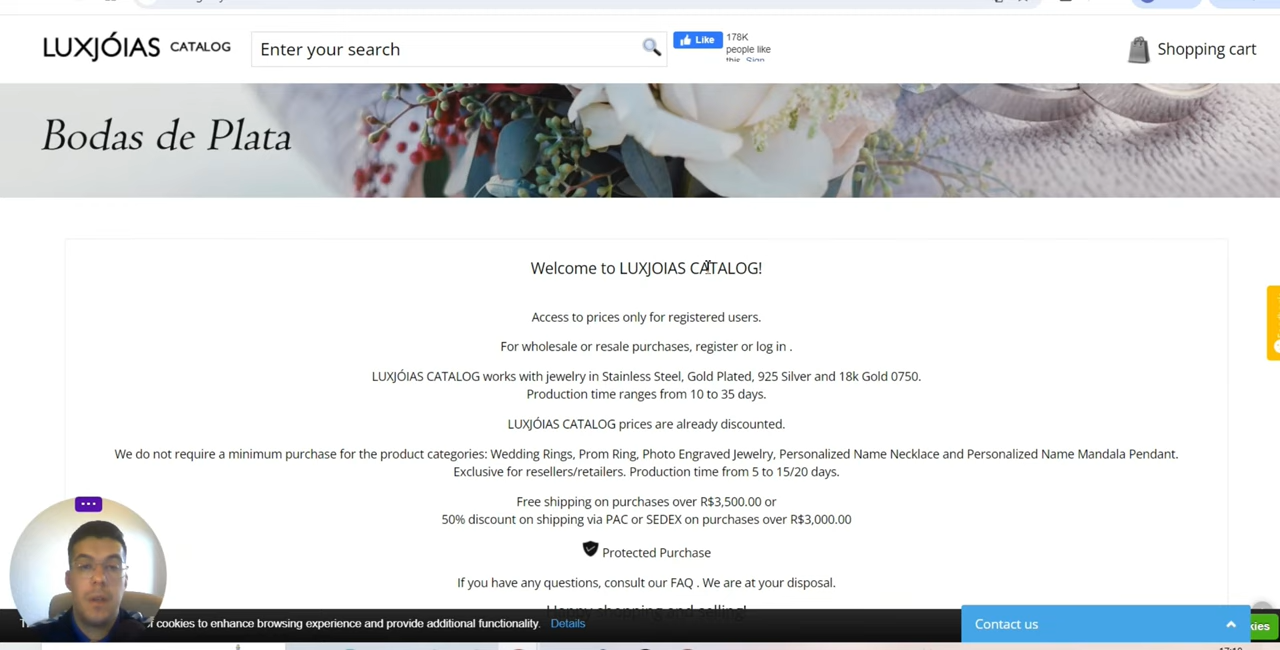 LUXJÓIAS CATALOG
Enter your search
Like
178K
people like
this. Sign
Shopping cart
Bodas de Plata
Welcome to LUXJOIAS CATALOG!
Access to prices only for registered users.
For wholesale or resale purchases, register or log in .
LUXJÓIAS CATALOG works with jewelry in Stainless Steel, Gold Plated, 925 Silver and 18k Gold 0750.
Production time ranges from 10 to 35 days.
LUXJÓIAS CATALOG prices are already discounted.
We do not require a minimum purchase for the product categories: Wedding Rings, Prom Ring, Photo Engraved Jewelry, Personalized Name Necklace and Personalized Name Mandala Pendant.
Exclusive for resellers/retailers. Production time from 5 to 15/20 days.
Free shipping on purchases over R$3,500.00 or
50% discount on shipping via PAC or SEDEX on purchases over R$3,000.00
Protected Purchase
If you have any questions, consult our FAQ . We are at your disposal.
Happy shopping and selling!
of cookies to enhance browsing experience and provide additional functionality. Details
Contact us